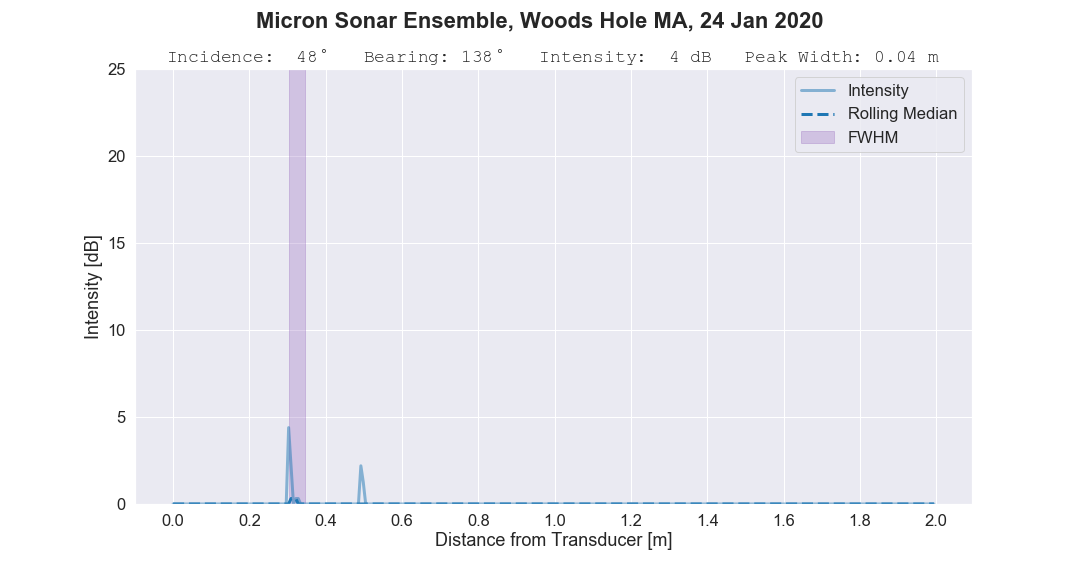 Micron Sonar Ensemble, Woods Hole MA, 24 Jan 2020
Incidence: 48° Bearing: 138° Intensity: 4 dB Peak Width: 0.04 m
Intensity
Rolling Median
FWHM
25
20
15
10
5
0
Intensity [dB]
0.0 0.2 0.4 0.6 0.8 1.0 1.2 1.4 1.6 1.8 2.0
Distance from Transducer [m]